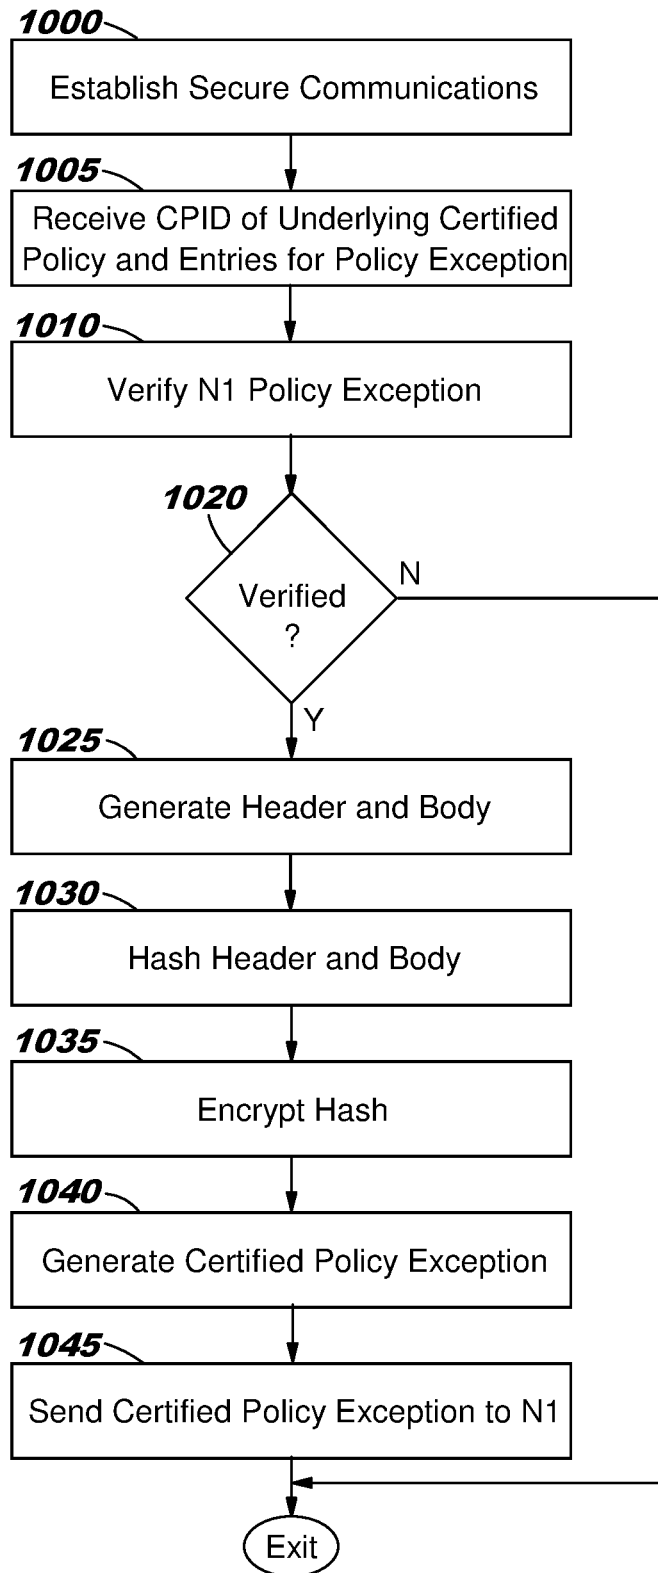 1000
Establish Secure Communications
1005
Receive CPID of Underlying Certified
Policy and Entries for Policy Exception
1010
Verify N1 Policy Exception
1020
N
Verified
?
Y
1025
Generate Header and Body
1030
Hash Header and Body
1035
Encrypt Hash
1040
Generate Certified Policy Exception
1045
Send Certified Policy Exception to N1
Exit